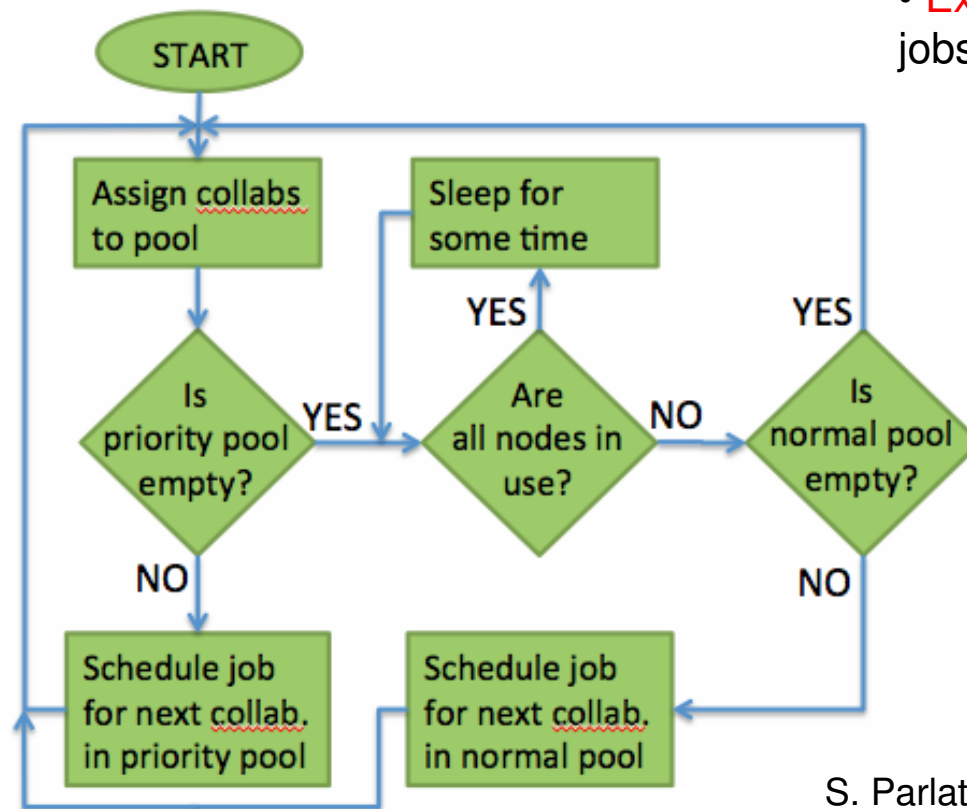 • Ex
jobs
START
Assign collabs
to pool
Sleep for
some time
YES
YES
Is
priority pool
empty?
YES
Are
all nodes in
use?
NO
Is
normal pool
empty?
NO
NO
Schedule job
for next collab.
in priority pool
Schedule job
for next collab.
in normal pool
S. Parlat